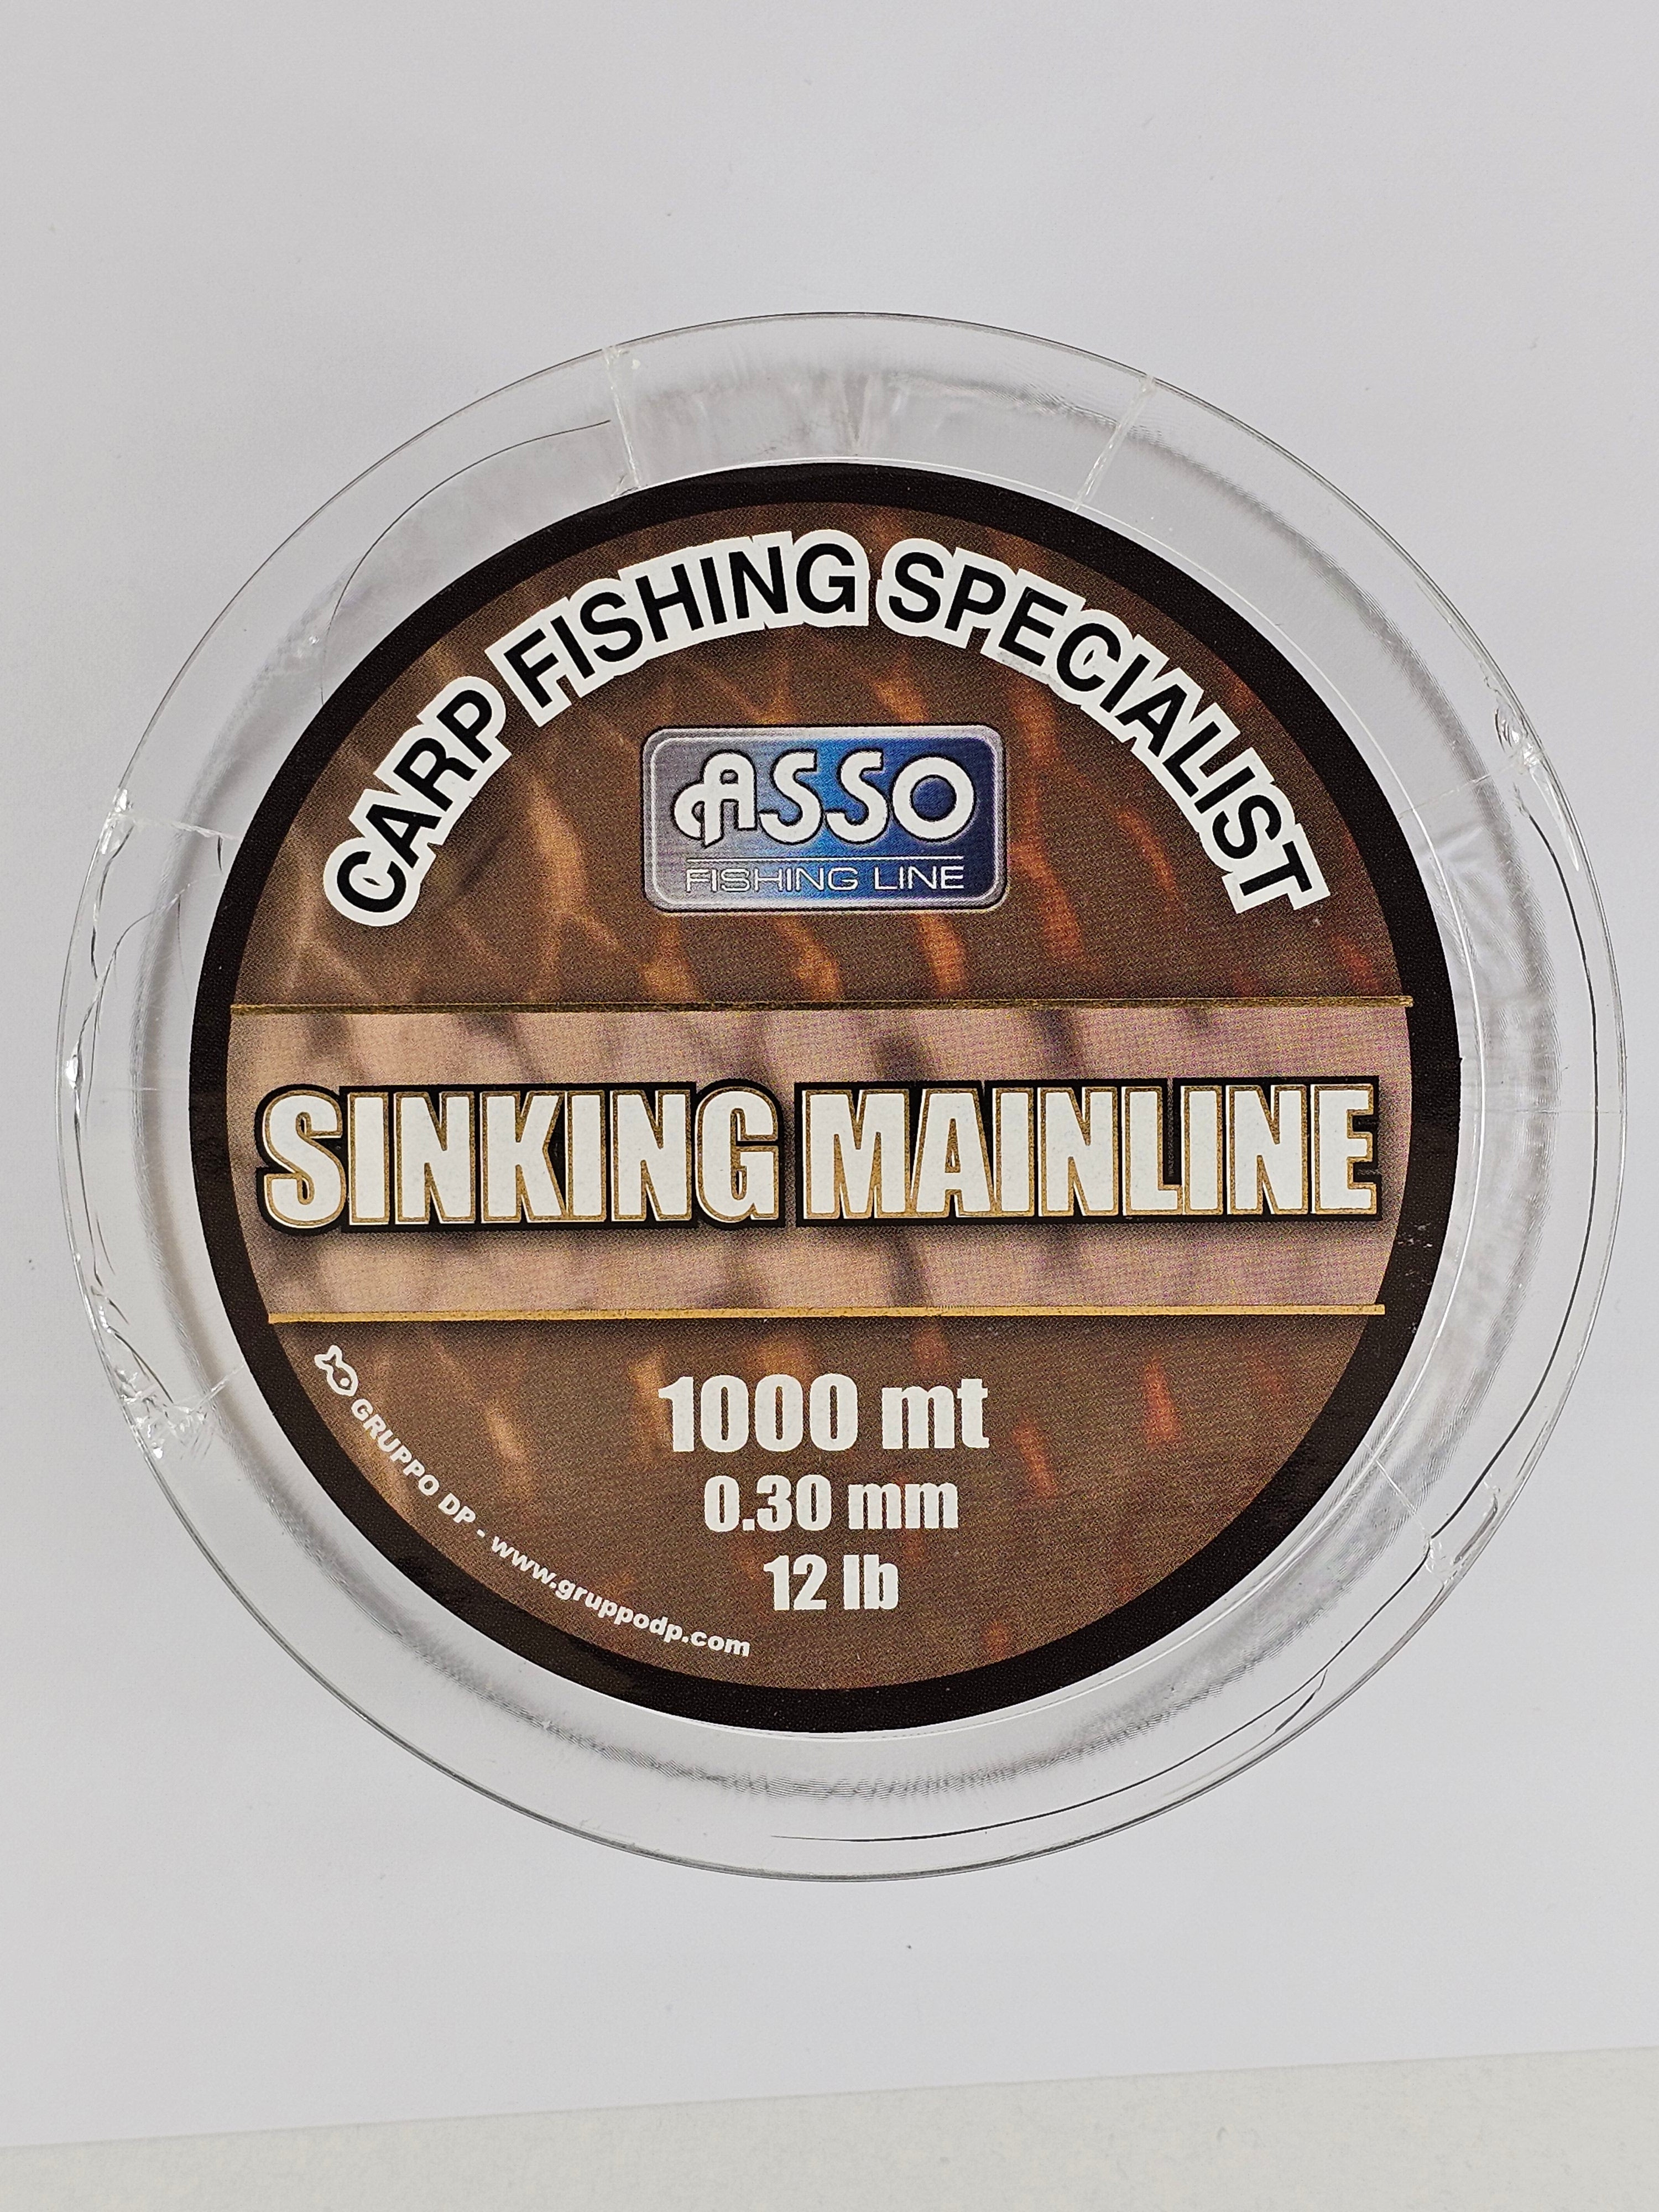 CARP FISHING SPECIALIST
ASSO
FISHING LINE
SINKING MAINLINE
1000 mt
0.30 mm
12 lb
GRUPPO DP - www.gruppodp.com